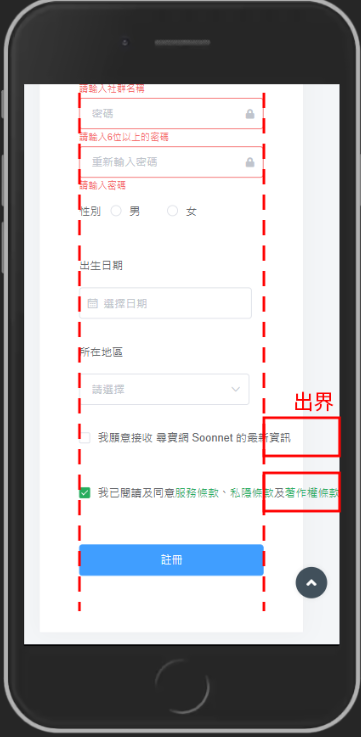 請輸入社群名稱
密碼
請輸入6位以上的密碼
重新輸入密碼
請輸入密碼
性別 男 女
出生日期
選擇日期
所在地區
請選擇
出界
我願意接收 尋寶網 Soonnet 的最新資訊
我已閱讀及同意服務條款、私隱條款及著作權條款
註冊